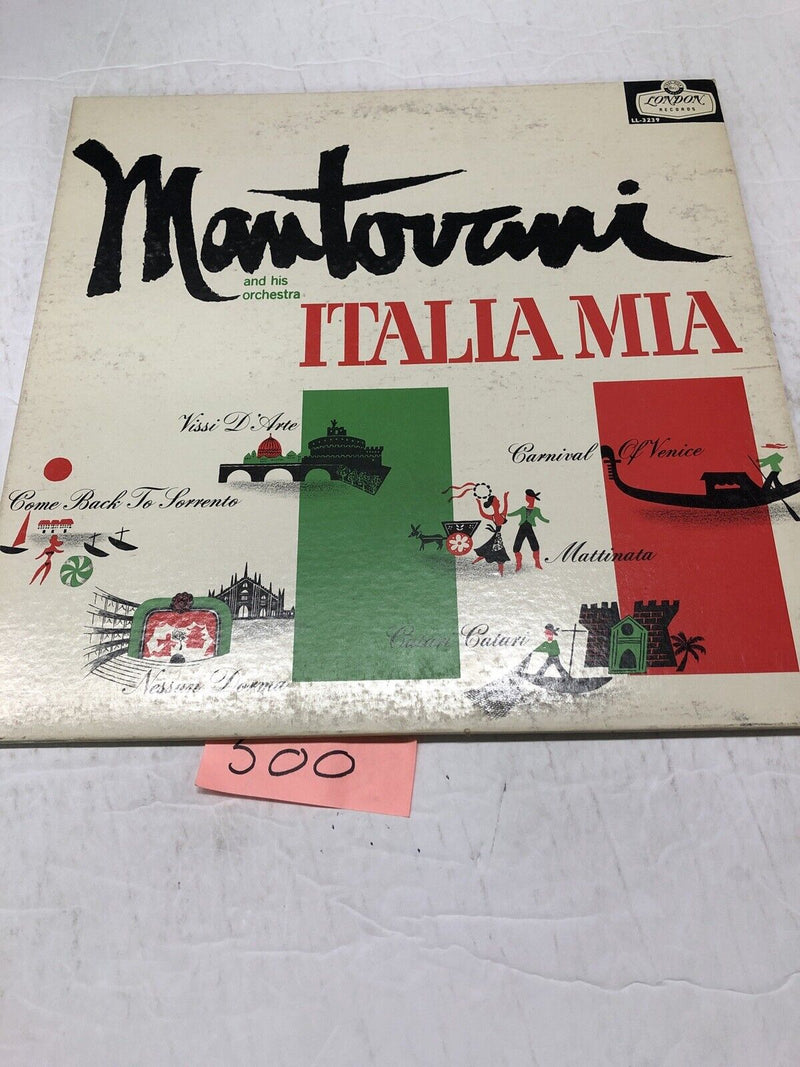 LONDON
RECORDS
LL-3239
Mantovani
and his
orchestra
ITALIA MIA
Vissi D'Arte
Carnival Of Venice
Come Back To Sorrento
Mattinata
Catari Catari
Nessun Dorma
500